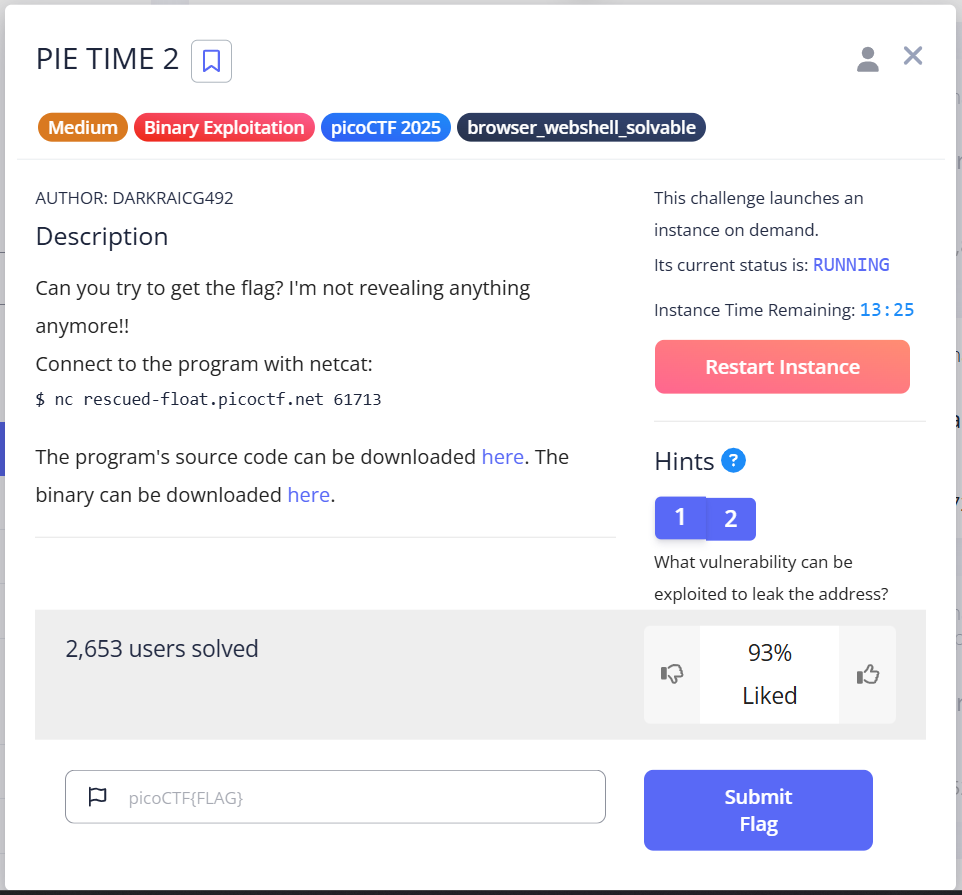 PIE TIME 2
Medium Binary Exploitation picoCTF 2025 browser_webshell_solvable
AUTHOR: DARKRAICG492
Description
Can you try to get the flag? I'm not revealing anything
anymore!!
Connect to the program with netcat:
$ nc rescued-float.picoctf.net 61713
The program's source code can be downloaded here. The
binary can be downloaded here.
This challenge launches an
instance on demand.
Its current status is: RUNNING
Instance Time Remaining: 13:25
Restart Instance
Hints ?
1 2
What vulnerability can be
exploited to leak the address?
2,653 users solved
93%
Liked
picoCTF{FLAG}
Submit
Flag